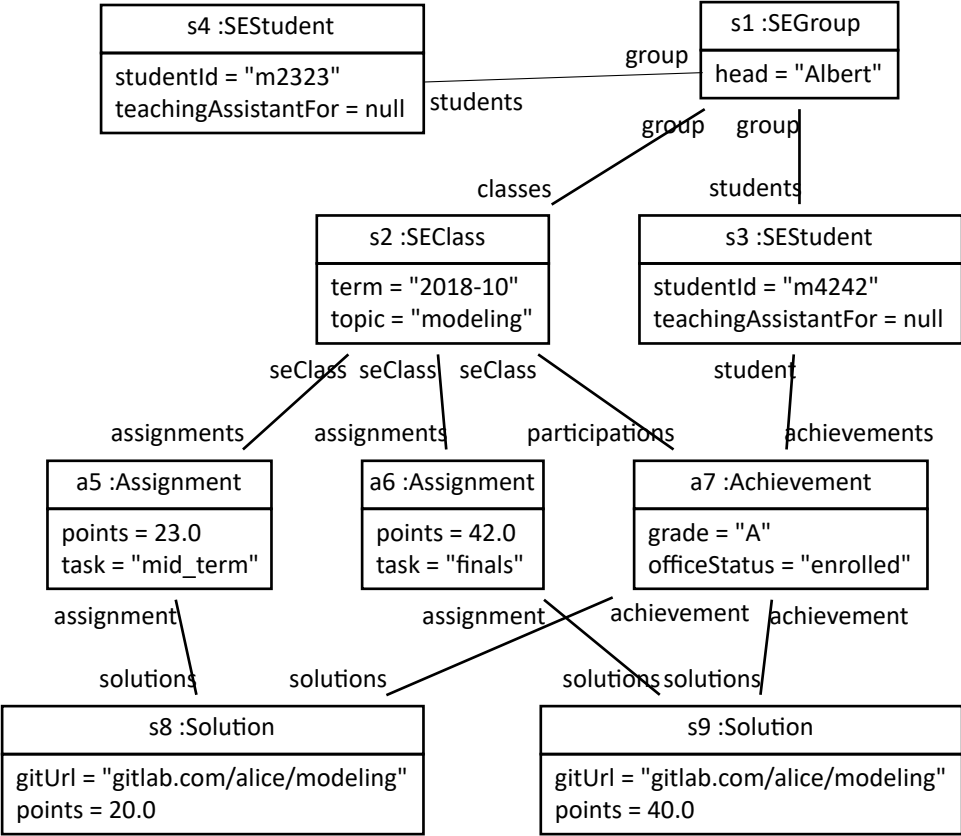 s4 :SEStudent
studentId = "m2323"
teachingAssistantFor = null
s1 :SEGroup
head = "Albert"
group
students
group
group
classes
students
s2 :SEClass
term = "2018-10"
topic = "modeling"
s3 :SEStudent
studentId = "m4242"
teachingAssistantFor = null
seClass
seClass
seClass
student
assignments
assignments
participations
achievements
a5 :Assignment
points = 23.0
task = "mid_term"
a6 :Assignment
points = 42.0
task = "finals"
a7 :Achievement
grade = "A"
officeStatus = "enrolled"
assignment
assignment
achievement
achievement
solutions
solutions
solutions
solutions
s8 :Solution
gitUrl = "gitlab.com/alice/modeling"
points = 20.0
s9 :Solution
gitUrl = "gitlab.com/alice/modeling"
points = 40.0